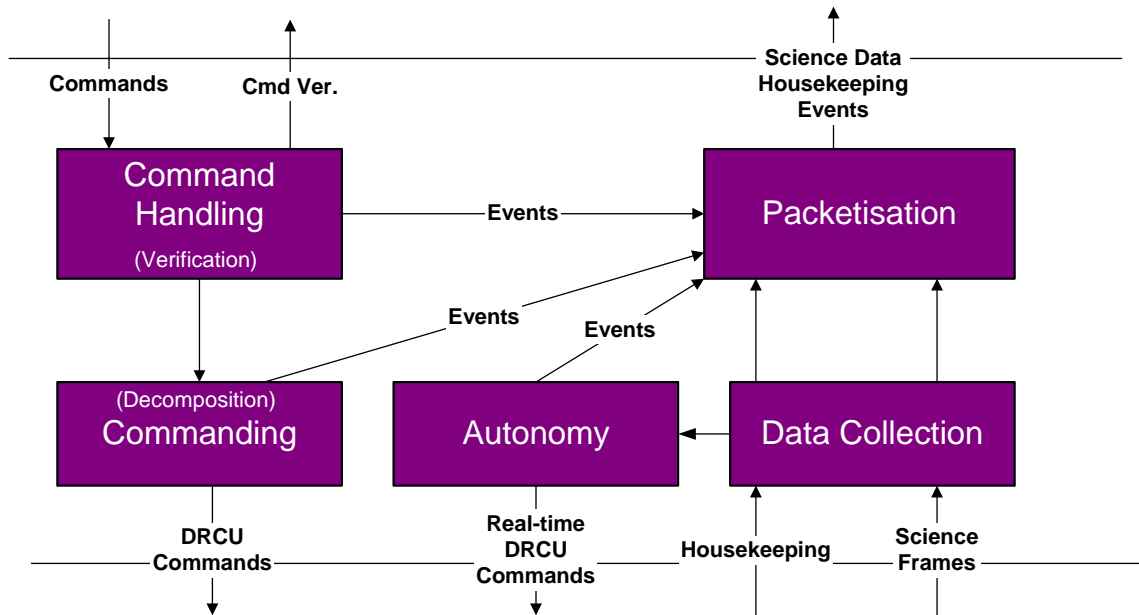 Commands
Cmd Ver.
Science Data
Housekeeping
Events
Command
Handling
(Verification)
Events
Packetisation
Events
Events
(Decomposition)
Commanding
Autonomy
Data Collection
DRCU
Commands
Real-time
DRCU
Commands
Housekeeping
Science
Frames